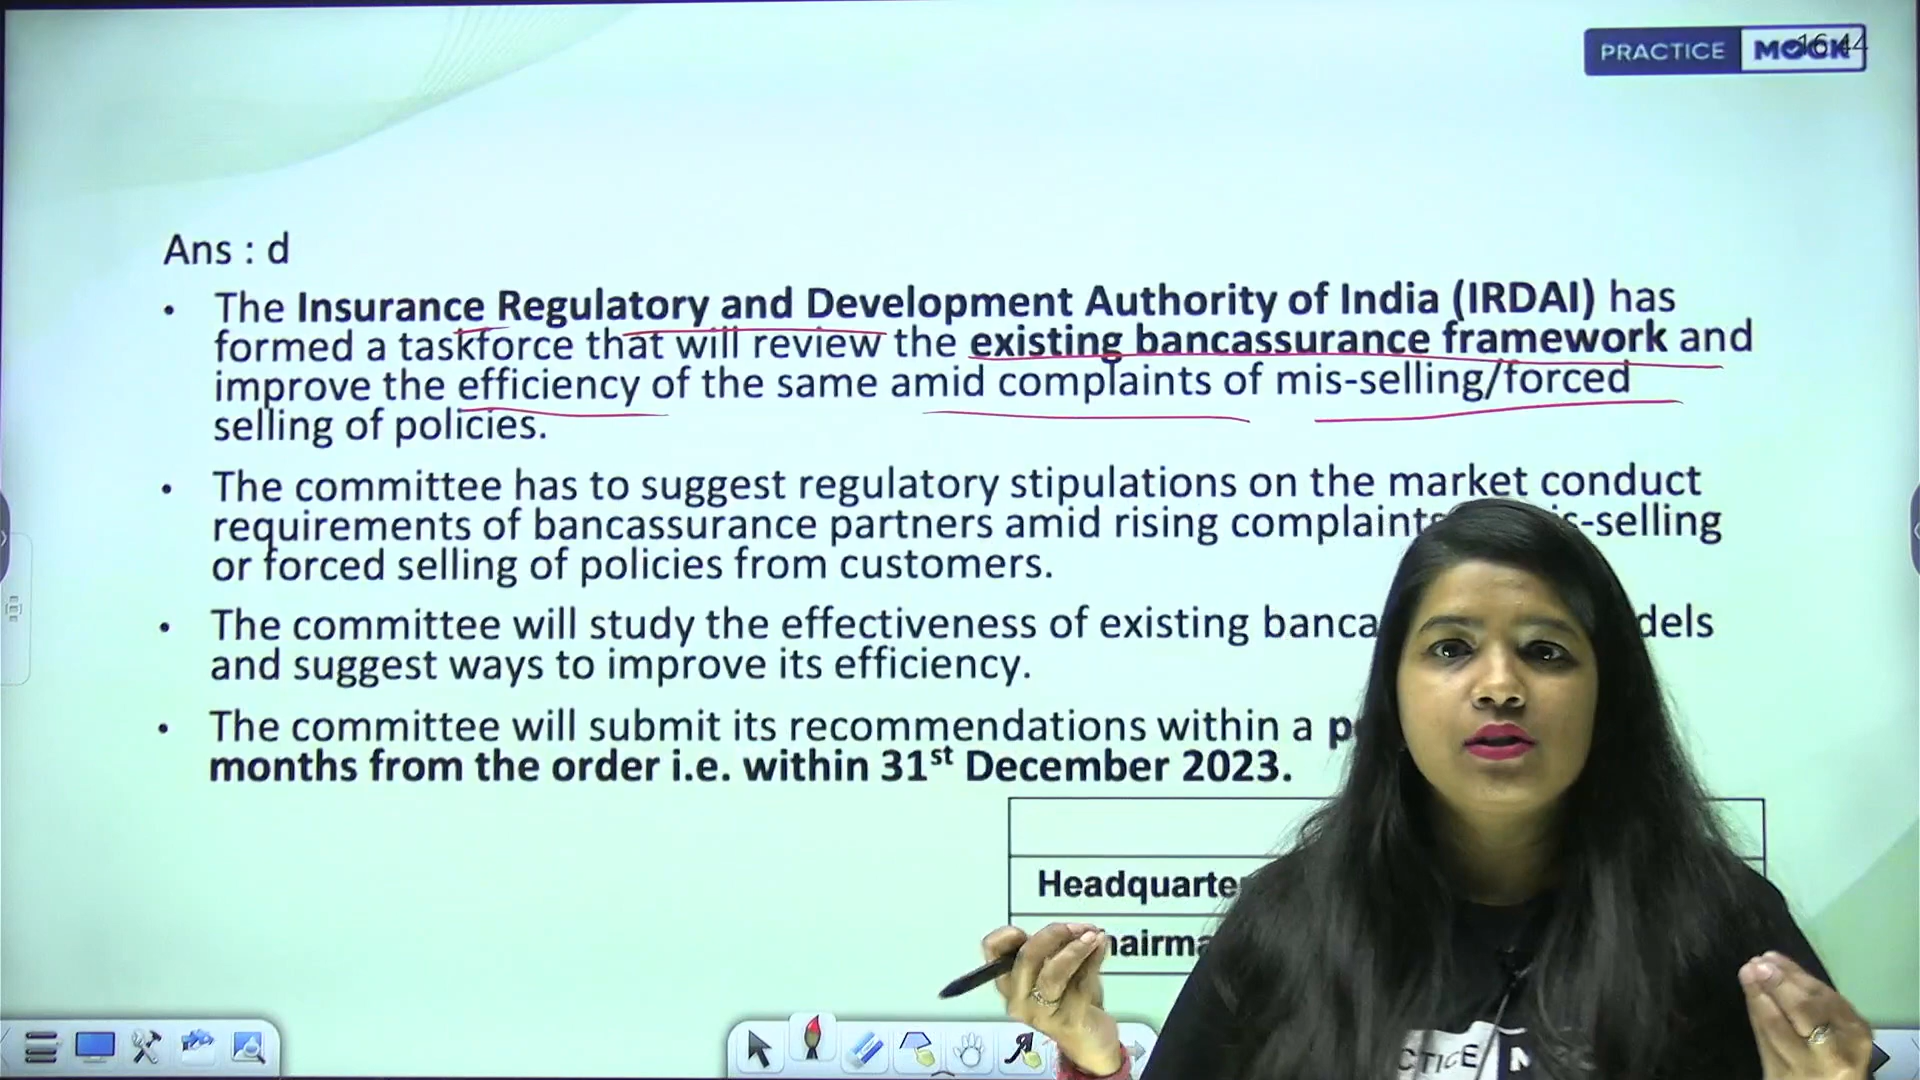 PRACTICE MOCK
16:44
Ans : d
• The Insurance Regulatory and Development Authority of India (IRDAI) has
formed a taskforce that will review the existing bancassurance framework and
improve the efficiency of the same amid complaints of mis-selling/forced
selling of policies.
• The committee has to suggest regulatory stipulations on the market conduct
requirements of bancassurance partners amid rising complaints -selling
or forced selling of policies from customers.
• The committee will study the effectiveness of existing
and suggest ways to improve its efficiency.
• The committee will submit its recommendations within a
months from the order i.e. within 31st December 2023.